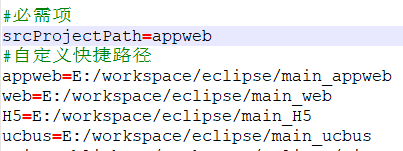 #必需项
srcProjectPath=appweb
#自定义快捷路径
appweb=E:/workspace/eclipse/main_appweb
web=E:/workspace/eclipse/main_web
H5=E:/workspace/eclipse/main_H5
ucbus=E:/workspace/eclipse/main_ucbus